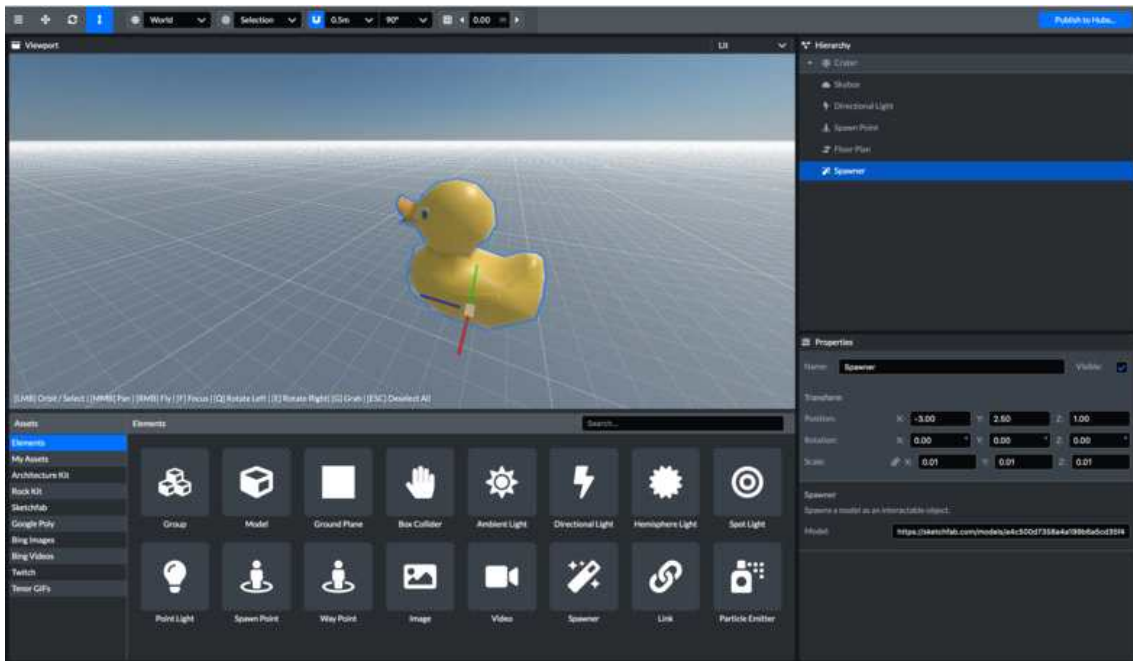 World Selection 0.5m 90° 0.00 m Publish to Hubs...
Viewport Lit
[LMB] Orbit / Select | [MMB] Pan | [RMB] Fly | [F] Focus | [Q] Rotate Left | [E] Rotate Right | [G] Grab | [ESC] Deselect All
Hierarchy
Crater
Skybox
Directional Light
Spawn Point
Floor Plan
Spawner
Properties
Name: Spawner Visible:
Transform
Position: X: -3.00 Y: 2.50 Z: 1.00
Rotation: X: 0.00 ° Y: 0.00 ° Z: 0.00 °
Scale: X: 0.01 Y: 0.01 Z: 0.01
Spawner
Spawns a model as an interactable object.
Model:
Assets
Elements
My Assets
Architecture Kit
Rock Kit
Sketchfab
Google Poly
Bing Images
Bing Videos
Twitch
Tenor GIFs
Elements Search...
Group Model Ground Plane Box Collider Ambient Light Directional Light Hemisphere Light Spot Light
Point Light Spawn Point Way Point Image Video Spawner Link Particle Emitter